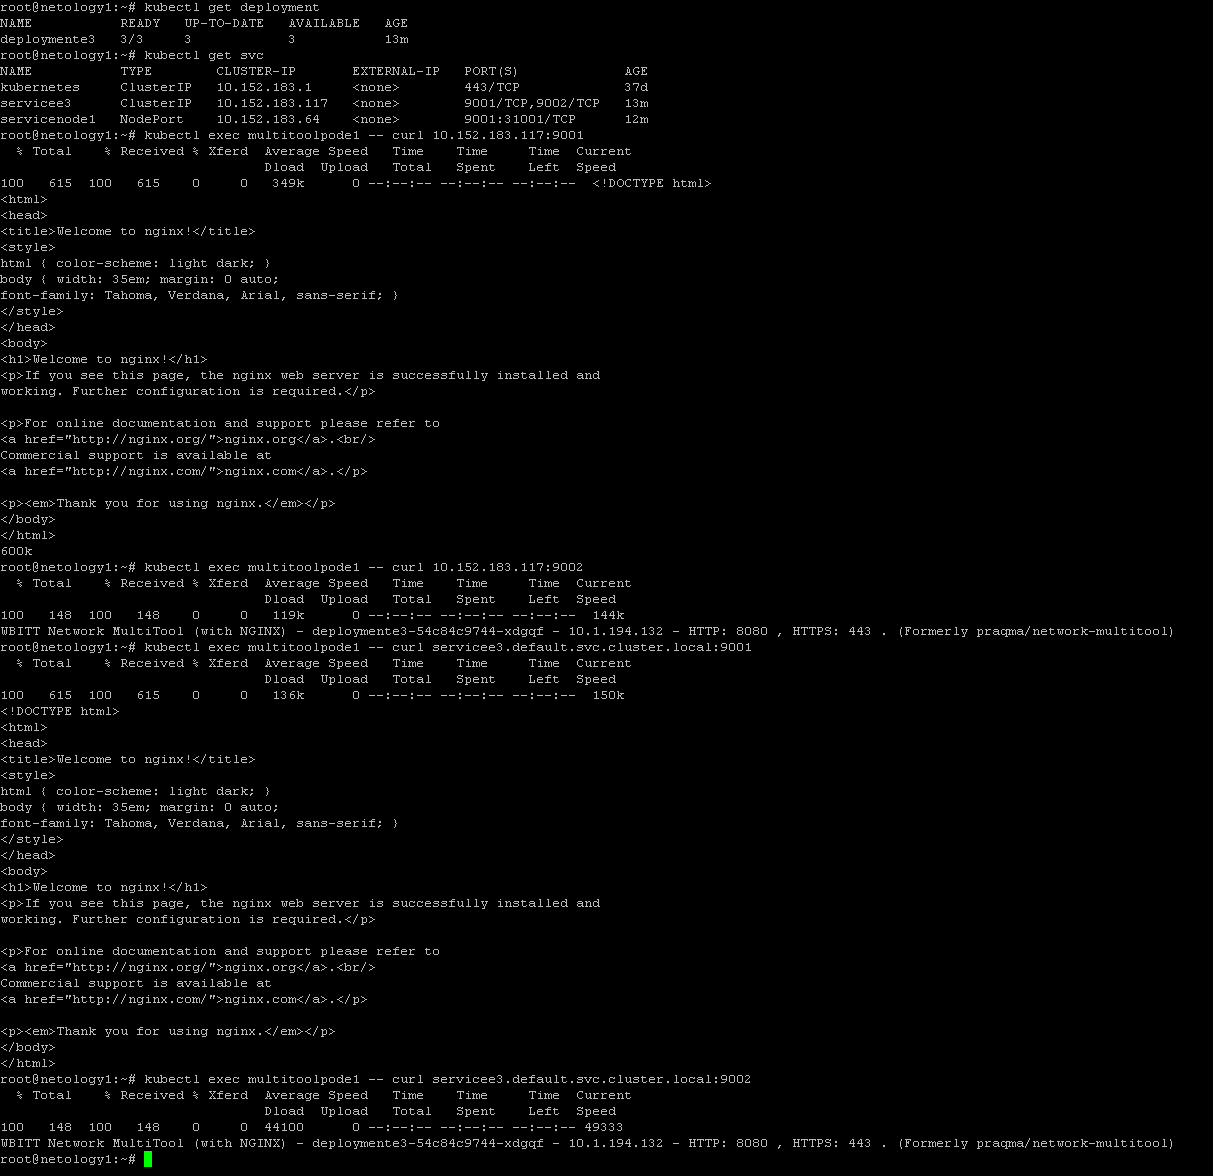 root@netology1:~# kubectl get deployment
NAME           READY   UP-TO-DATE   AVAILABLE   AGE
deploymente3   3/3     3            3           13m
root@netology1:~# kubectl get svc
NAME           TYPE        CLUSTER-IP       EXTERNAL-IP   PORT(S)             AGE
kubernetes     ClusterIP   10.152.183.1     <none>        443/TCP             37d
servicee3      ClusterIP   10.152.183.117   <none>        9001/TCP,9002/TCP   13m
servicenode1   NodePort    10.152.183.64    <none>        9001:31001/TCP      12m
root@netology1:~# kubectl exec multitoolpode1 -- curl 10.152.183.117:9001
  % Total    % Received % Xferd  Average Speed   Time    Time     Time  Current
                                 Dload  Upload   Total   Spent    Left  Speed
100   615  100   615    0     0   349k      0 --:--:-- --:--:-- --:--:--  <!DOCTYPE html>
<html>
<head>
<title>Welcome to nginx!</title>
<style>
html { color-scheme: light dark; }
body { width: 35em; margin: 0 auto;
font-family: Tahoma, Verdana, Arial, sans-serif; }
</style>
</head>
<body>
<h1>Welcome to nginx!</h1>
<p>If you see this page, the nginx web server is successfully installed and
working. Further configuration is required.</p>

<p>For online documentation and support please refer to
<a href="http://nginx.org/">nginx.org</a>.<br/>
Commercial support is available at
<a href="http://nginx.com/">nginx.com</a>.</p>

<p><em>Thank you for using nginx.</em></p>
</body>
</html>
600k
root@netology1:~# kubectl exec multitoolpode1 -- curl 10.152.183.117:9002
  % Total    % Received % Xferd  Average Speed   Time    Time     Time  Current
                                 Dload  Upload   Total   Spent    Left  Speed
100   148  100   148    0     0   119k      0 --:--:-- --:--:-- --:--:--  144k
WBITT Network MultiTool (with NGINX) - deploymente3-54c84c9744-xdgqf - 10.1.194.132 - HTTP: 8080 , HTTPS: 443 . (Formerly praqma/network-multitool)
root@netology1:~# kubectl exec multitoolpode1 -- curl servicee3.default.svc.cluster.local:9001
  % Total    % Received % Xferd  Average Speed   Time    Time     Time  Current
                                 Dload  Upload   Total   Spent    Left  Speed
100   615  100   615    0     0   136k      0 --:--:-- --:--:-- --:--:--  150k
<!DOCTYPE html>
<html>
<head>
<title>Welcome to nginx!</title>
<style>
html { color-scheme: light dark; }
body { width: 35em; margin: 0 auto;
font-family: Tahoma, Verdana, Arial, sans-serif; }
</style>
</head>
<body>
<h1>Welcome to nginx!</h1>
<p>If you see this page, the nginx web server is successfully installed and
working. Further configuration is required.</p>

<p>For online documentation and support please refer to
<a href="http://nginx.org/">nginx.org</a>.<br/>
Commercial support is available at
<a href="http://nginx.com/">nginx.com</a>.</p>

<p><em>Thank you for using nginx.</em></p>
</body>
</html>
root@netology1:~# kubectl exec multitoolpode1 -- curl servicee3.default.svc.cluster.local:9002
  % Total    % Received % Xferd  Average Speed   Time    Time     Time  Current
                                 Dload  Upload   Total   Spent    Left  Speed
100   148  100   148    0     0  44100      0 --:--:-- --:--:-- --:--:-- 49333
WBITT Network MultiTool (with NGINX) - deploymente3-54c84c9744-xdgqf - 10.1.194.132 - HTTP: 8080 , HTTPS: 443 . (Formerly praqma/network-multitool)
root@netology1:~#